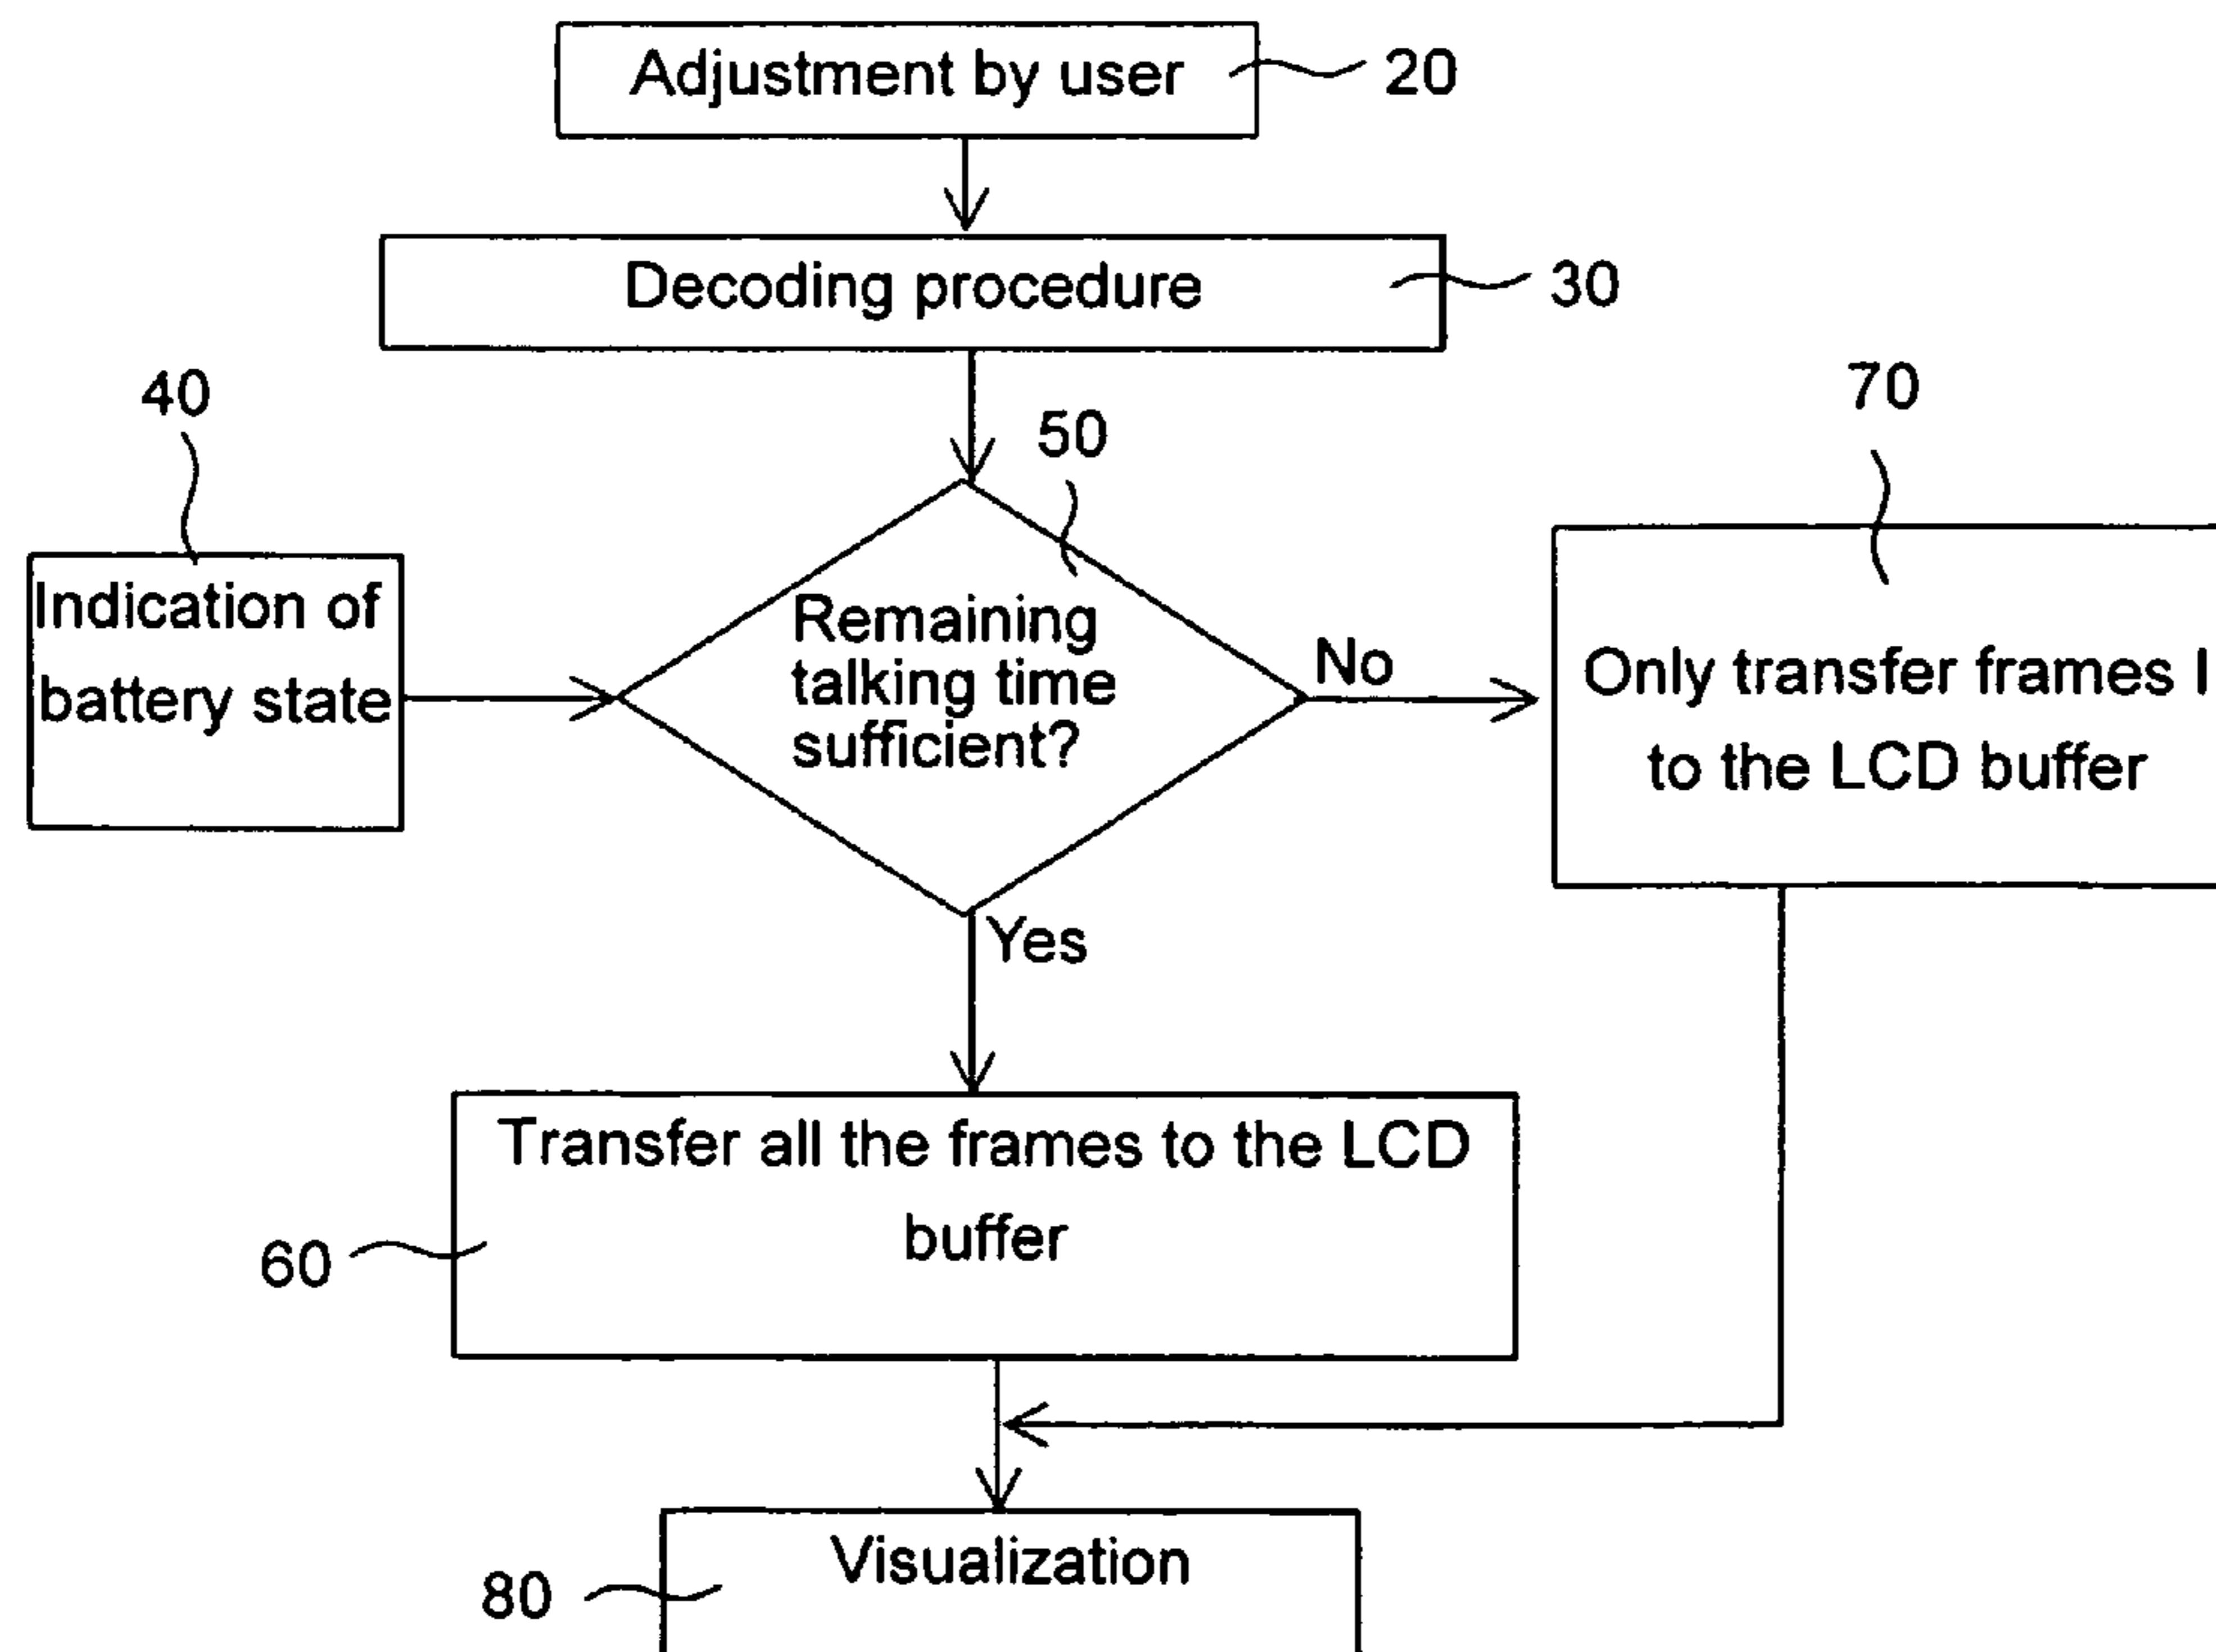 Adjustment by user
20
Decoding procedure
30
40
50
70
Indication of
battery state
Remaining
talking time
sufficient?
No
Only transfer frames I
to the LCD buffer
Yes
Transfer all the frames to the LCD
buffer
60
Visualization
80